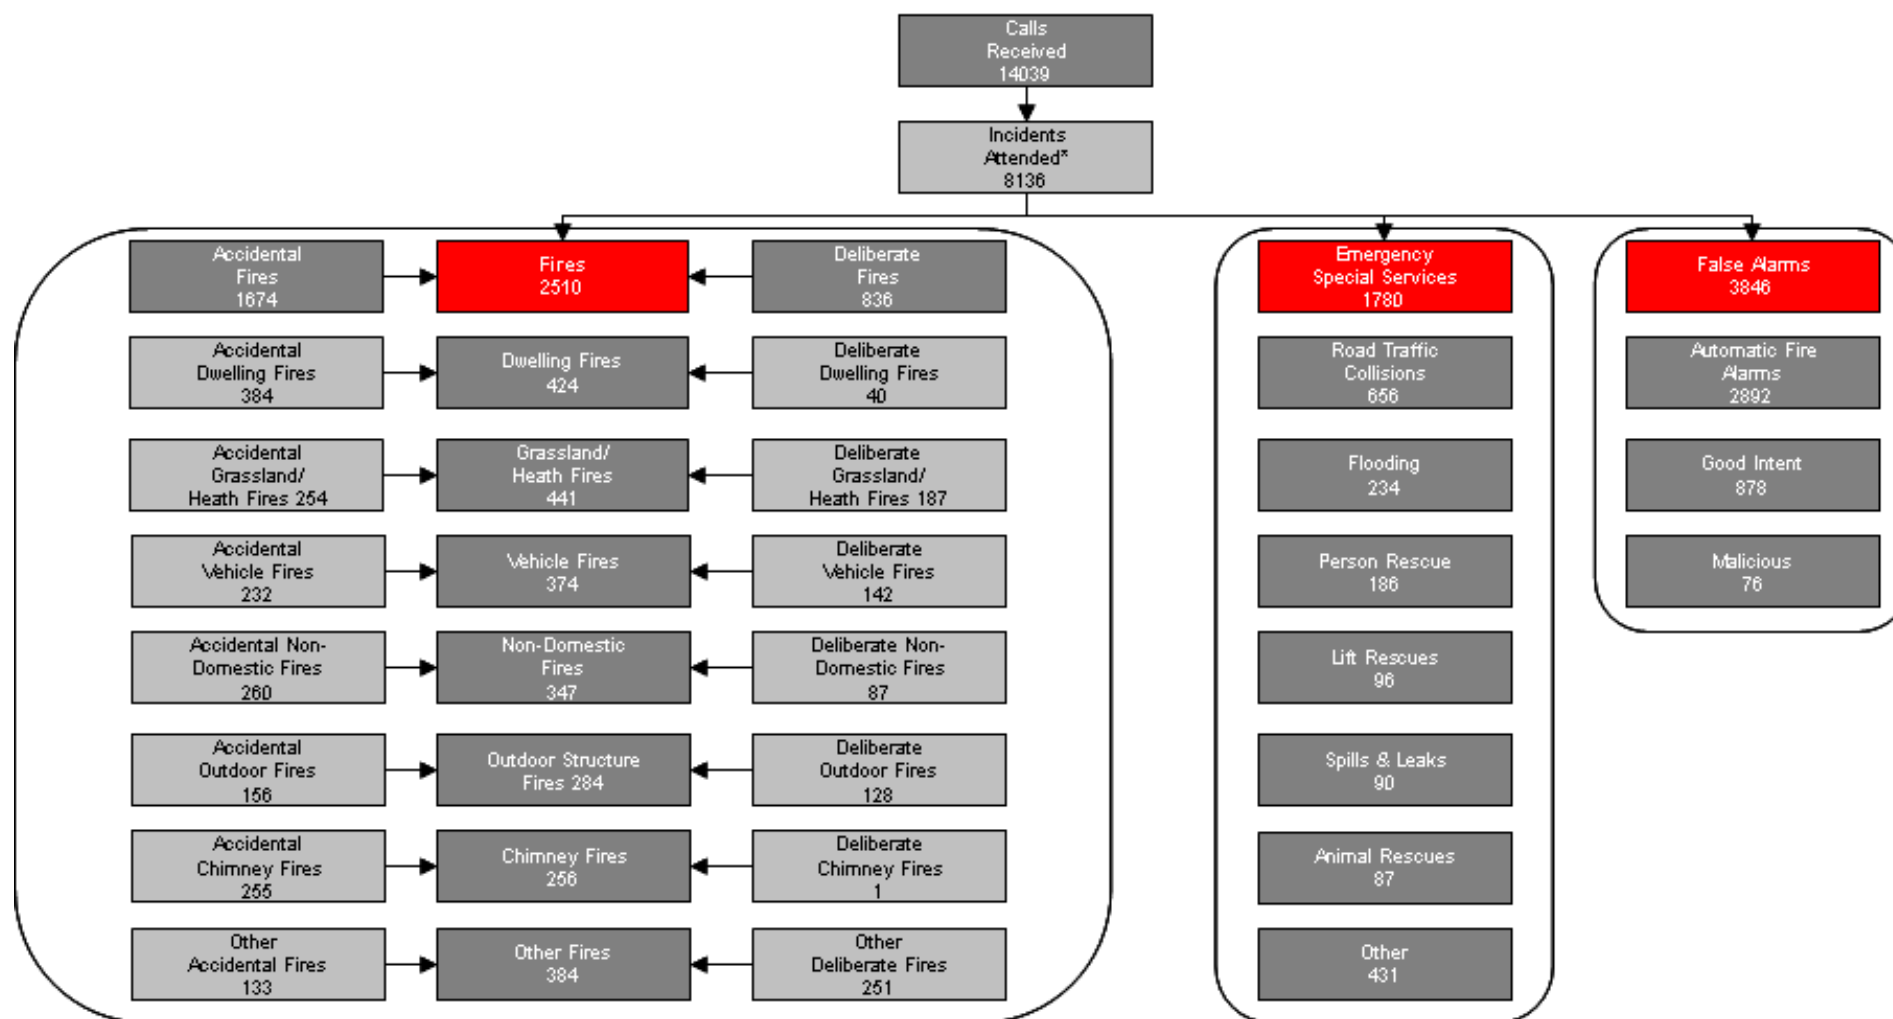 Calls
Received
14039
Incidents
Attended*
8136
Accidental
Fires
1674
Fires
2510
Deliberate
Fires
836
Emergency
Special Services
1780
False Alarms
3846
Accidental
Dwelling Fires
384
Dwelling Fires
424
Deliberate
Dwelling Fires
40
Road Traffic
Collisions
656
Automatic Fire
Alarms
2892
Accidental
Grassland/
Heath Fires 254
Grassland/
Heath Fires
441
Deliberate
Grassland/
Heath Fires 187
Flooding
234
Good Intent
878
Accidental
Vehicle Fires
232
Vehicle Fires
374
Deliberate
Vehicle Fires
142
Person Rescue
186
Malicious
76
Accidental Non-
Domestic Fires
260
Non-Domestic
Fires
347
Deliberate Non-
Domestic Fires
87
Lift Rescues
96
Accidental
Outdoor Fires
156
Outdoor Structure
Fires 284
Deliberate
Outdoor Fires
128
Spills & Leaks
90
Accidental
Chimney Fires
255
Chimney Fires
256
Deliberate
Chimney Fires
1
Animal Rescues
87
Other
Accidental Fires
133
Other Fires
384
Other
Deliberate Fires
251
Other
431